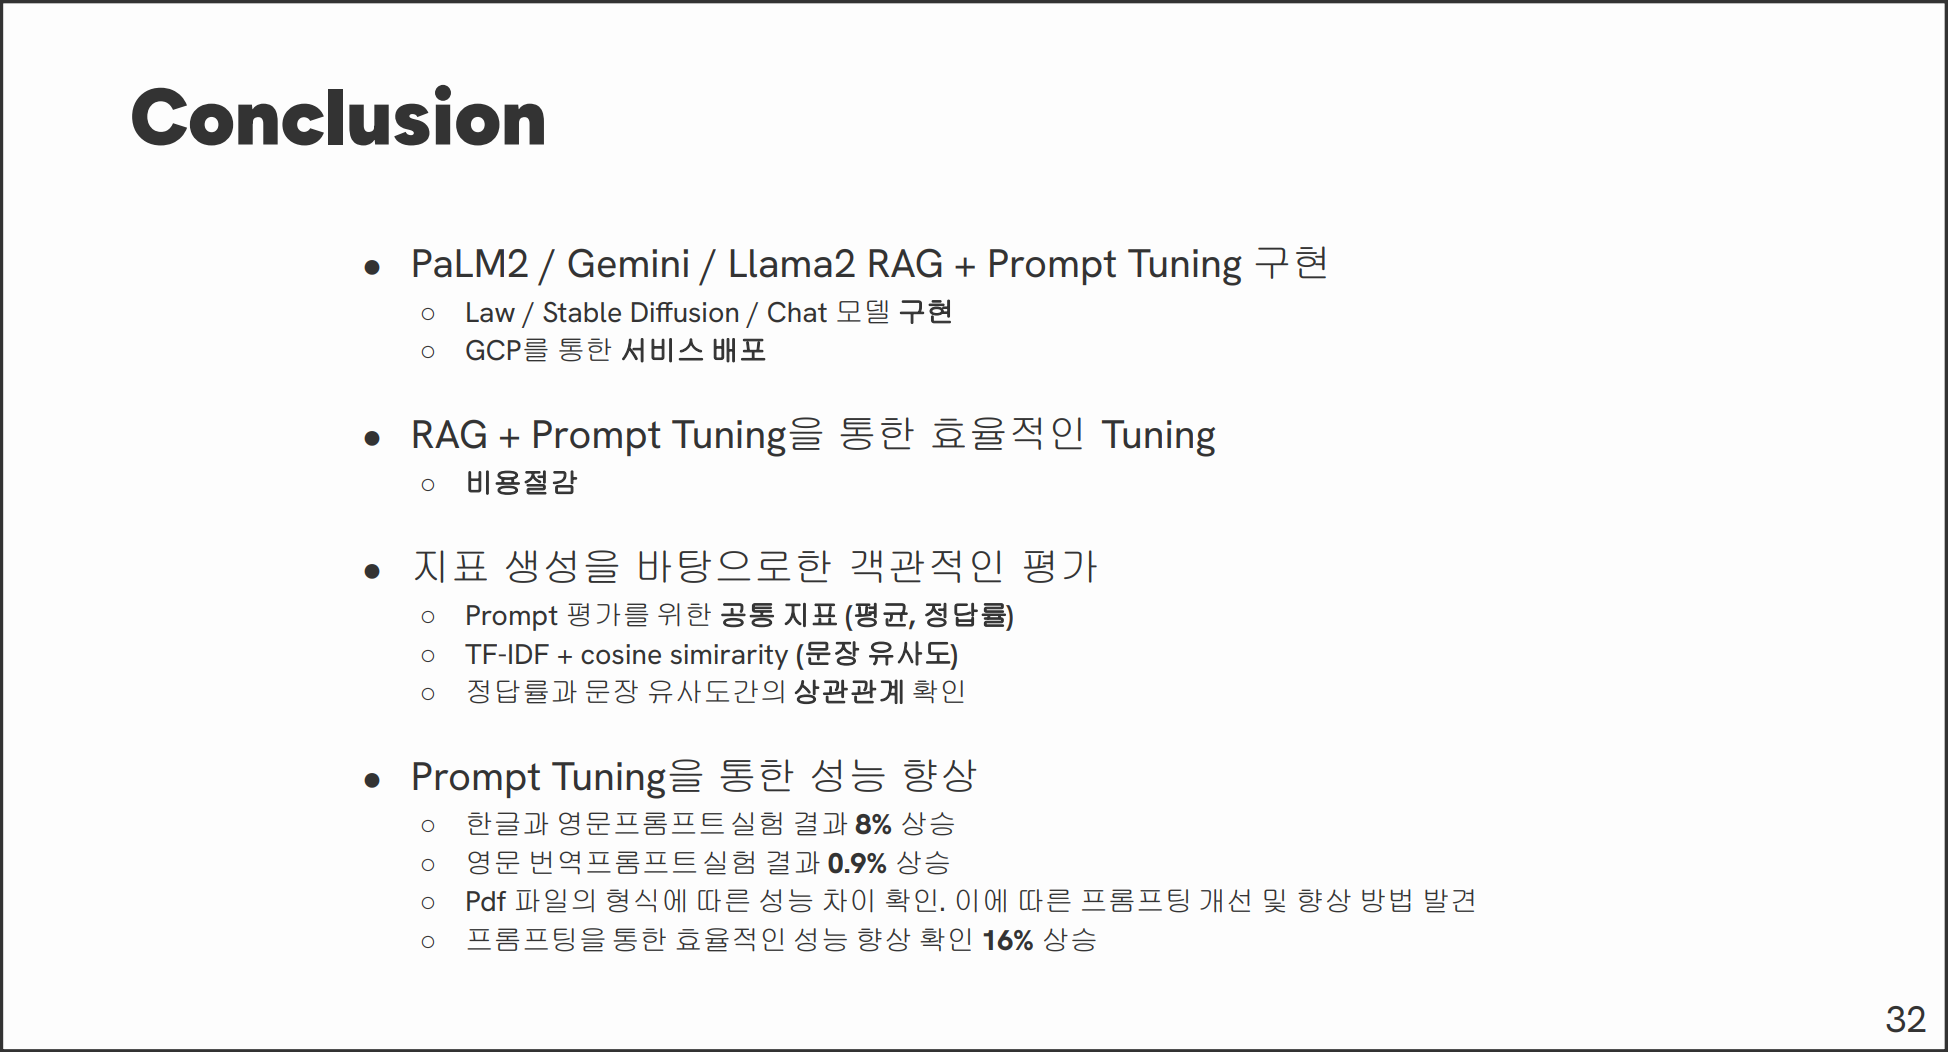 Conclusion
● PaLM2 / Gemini / Llama2 RAG + Prompt Tuning 구현
○ Law / Stable Diffusion / Chat 모델 구현
○ GCP를 통한 서비스 배포
● RAG + Prompt Tuning을 통한 효율적인 Tuning
○ 비용절감
● 지표 생성을 바탕으로한 객관적인 평가
○ Prompt 평가를 위한 공통 지표 (평균, 정답률)
○ TF-IDF + cosine simirarity (문장 유사도)
○ 정답률과 문장 유사도간의 상관관계 확인
● Prompt Tuning을 통한 성능 향상
○ 한글과 영문프롬프트 실험 결과 8% 상승
○ 영문 번역프롬프트 실험 결과 0.9% 상승
○ Pdf 파일의 형식에 따른 성능 차이 확인. 이에 따른 프롬프팅 개선 및 향상 방법 발견
○ 프롬프팅을 통한 효율적인 성능 향상 확인 16% 상승
32